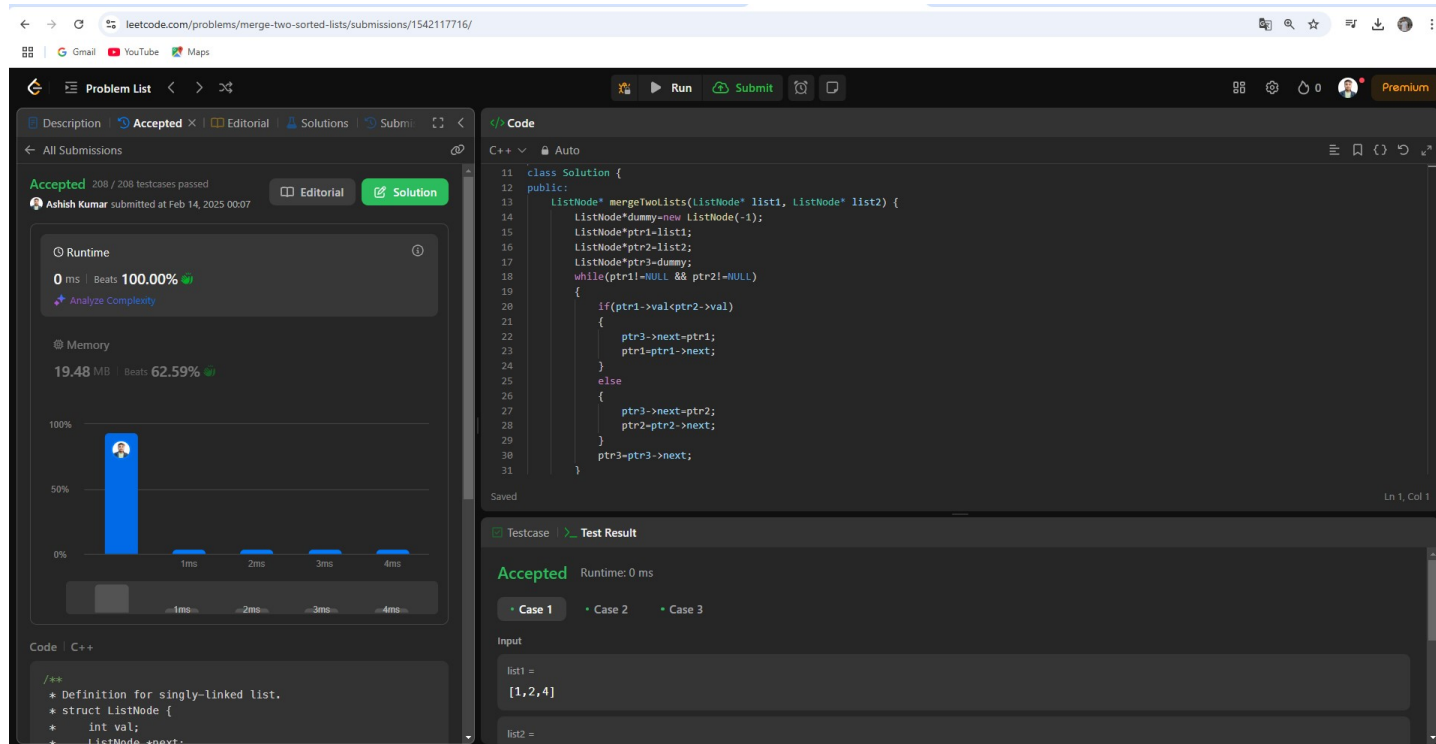 leetcode.com/problems/merge-two-sorted-lists/submissions/1542117716/
Gmail YouTube Maps
Problem List Run Submit 0 Premium
Description Accepted Editorial Solutions Submi
All Submissions
Accepted 208 / 208 testcases passed
Ashish Kumar submitted at Feb 14, 2025 00:07
Editorial Solution
Runtime
0 ms Beats 100.00%
Analyze Complexity
Memory
19.48 MB Beats 62.59%
100%
50%
0%
1ms 2ms 3ms 4ms
1ms 2ms 3ms 4ms
Code C++
/**
* Definition for singly-linked list.
* struct ListNode {
* int val;
* ListNode *next;
</> Code
C++ Auto
11 class Solution {
12 public:
13 ListNode* mergeTwoLists(ListNode* list1, ListNode* list2) {
14 ListNode*dummy=new ListNode(-1);
15 ListNode*ptr1=list1;
16 ListNode*ptr2=list2;
17 ListNode*ptr3=dummy;
18 while(ptr1!=NULL && ptr2!=NULL)
19 {
20 if(ptr1->val<ptr2->val)
21 {
22 ptr3->next=ptr1;
23 ptr1=ptr1->next;
24 }
25 else
26 {
27 ptr3->next=ptr2;
28 ptr2=ptr2->next;
29 }
30 ptr3=ptr3->next;
31 }
Saved Ln 1, Col 1
Testcase >_ Test Result
Accepted Runtime: 0 ms
• Case 1 • Case 2 • Case 3
Input
list1 =
[1,2,4]
list2 =